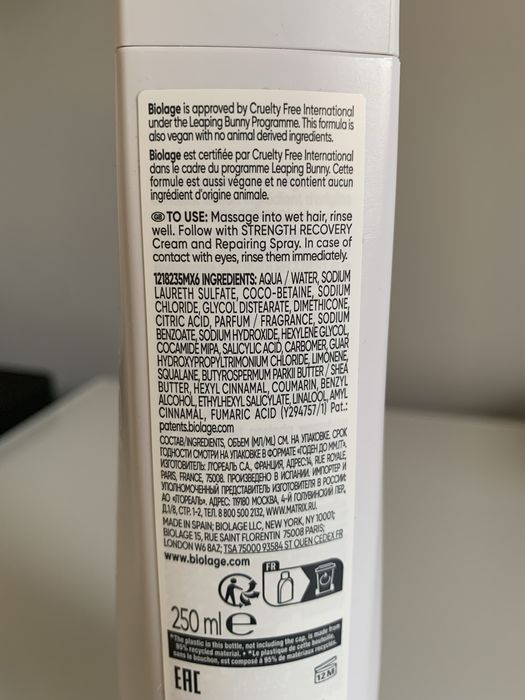 Biolage is approved by Cruelty Free International
under the Leaping Bunny Programme. This formula is
also vegan with no animal derived ingredients.
Biolage est certifiée par Cruelty Free International
dans le cadre du programme Leaping Bunny. Cette
formule est aussi végane et ne contient aucun
ingrédient d'origine animale.
GB TO USE: Massage into wet hair, rinse
well. Follow with STRENGTH RECOVERY
Cream and Repairing Spray. In case of
contact with eyes, rinse them immediately.
1218235MX6 INGREDIENTS: AQUA / WATER, SODIUM
LAURETH SULFATE, COCO-BETAINE, SODIUM
CHLORIDE, GLYCOL DISTEARATE, DIMETHICONE,
CITRIC ACID, PARFUM / FRAGRANCE, SODIUM
BENZOATE, SODIUM HYDROXIDE, HEXYLENE GLYCOL,
COCAMIDE MIPA, SALICYLIC ACID, CARBOMER, GUAR
HYDROXYPROPYLTRIMONIUM CHLORIDE, LIMONENE,
SQUALANE, BUTYROSPERMUM PARKII BUTTER / SHEA
BUTTER, HEXYL CINNAMAL, COUMARIN, BENZYL
ALCOHOL, ETHYLHEXYL SALICYLATE, LINALOOL, AMYL
CINNAMAL, FUMARIC ACID (Y294757/1) Pat.:
patents.biolage.com
СОСТАВ/INGREDIENTS, ОБЪЕМ (МЛ/ML) СМ. НА УПАКОВКЕ. СРОК
ГОДНОСТИ СМОТРИ НА УПАКОВКЕ В ФОРМАТЕ «ГОДЕН ДО ММ.ГГ».
ИЗГОТОВИТЕЛЬ: Л'ОРЕАЛЬ С.А., ФРАНЦИЯ, АДРЕС:14, RUE ROYALE,
PARIS, FRANCE, 75008. ПРОИЗВЕДЕНО В ИСПАНИИ. ИМПОРТЕР И
УПОЛНОМОЧЕННЫЙ ПРЕДСТАВИТЕЛЬ ИЗГОТОВИТЕЛЯ В РОССИИ:
АО «ЛОРЕАЛЬ», АДРЕС: 119180 МОСКВА, 4-Й ГОЛУТВИНСКИЙ ПЕР.,
Д.1/8, СТР. 1-2, ТЕЛ. 8 800 500 2132, WWW.MATRIX.RU.
MADE IN SPAIN; BIOLAGE LLC, NEW YORK, NY 10001;
BIOLAGE 15, RUE SAINT FLORENTIN 75008 PARIS;
LONDON W6 8AZ; TSA 75000 93584 ST OUEN CEDEX FR
www.biolage.com
FR
250 ml e
*The plastic in this bottle, not including the cap, is made from
95% recycled material. • *Le plastique de cette bouteille,
sans le bouchon, est composé à 95% de matériaux recyclés.
EAC
12 M